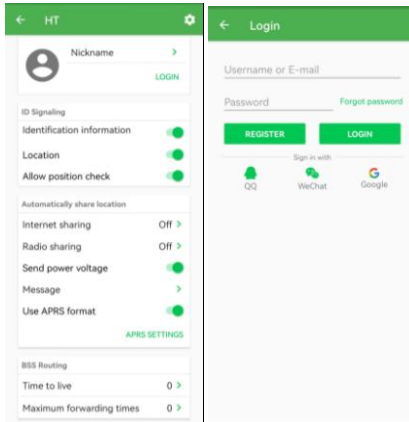 HT
Nickname
LOGIN
ID Signaling
Identification information
Location
Allow position check
Automatically share location
Internet sharing Off
Radio sharing Off
Send power voltage
Message
Use APRS format
APRS SETTINGS
BSS Routing
Time to live 0
Maximum forwarding times 0
Login
Username or E-mail
Password Forgot password
REGISTER LOGIN
Sign in with
QQ WeChat Google